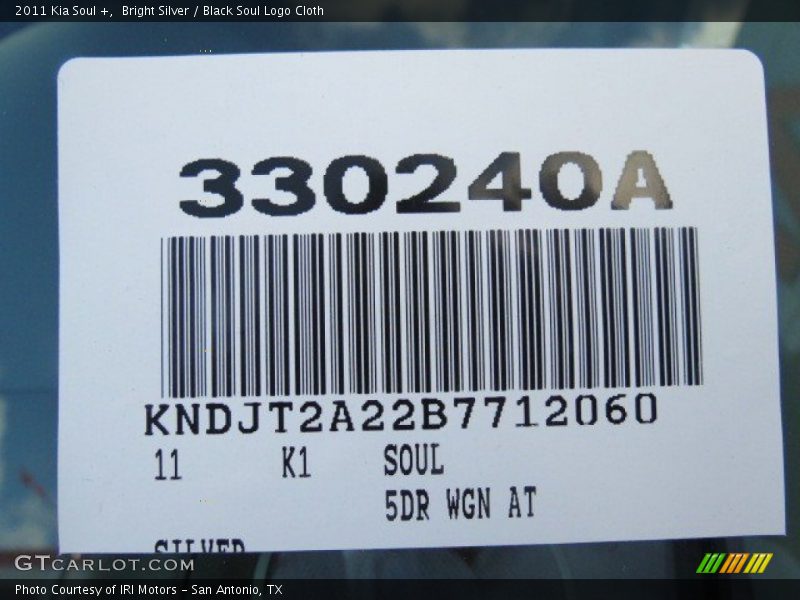 2011 Kia Soul +, Bright Silver / Black Soul Logo Cloth
330240A
KNDJT2A22B7712060
11 K1 SOUL
5DR WGN AT
SILVER
GTCARLOT.COM
Photo Courtesy of IRI Motors - San Antonio, TX